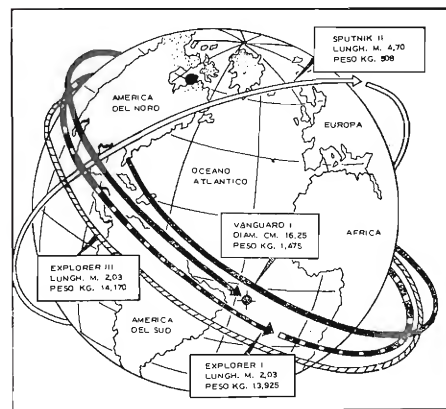 SPUTNIK II
LUNGH. M. 4,70
PESO KG. 508
AMERICA
DEL NORD
EUROPA
OCEANO
ATLANTICO
VANGUARD I
DIAM. CM. 16,25
PESO KG. 1,475
AFRICA
EXPLORER III
LUNGH. M. 2,03
PESO KG. 14,170
AMERICA
DEL SUD
EXPLORER I
LUNGH. M. 2,03
PESO KG. 13,925